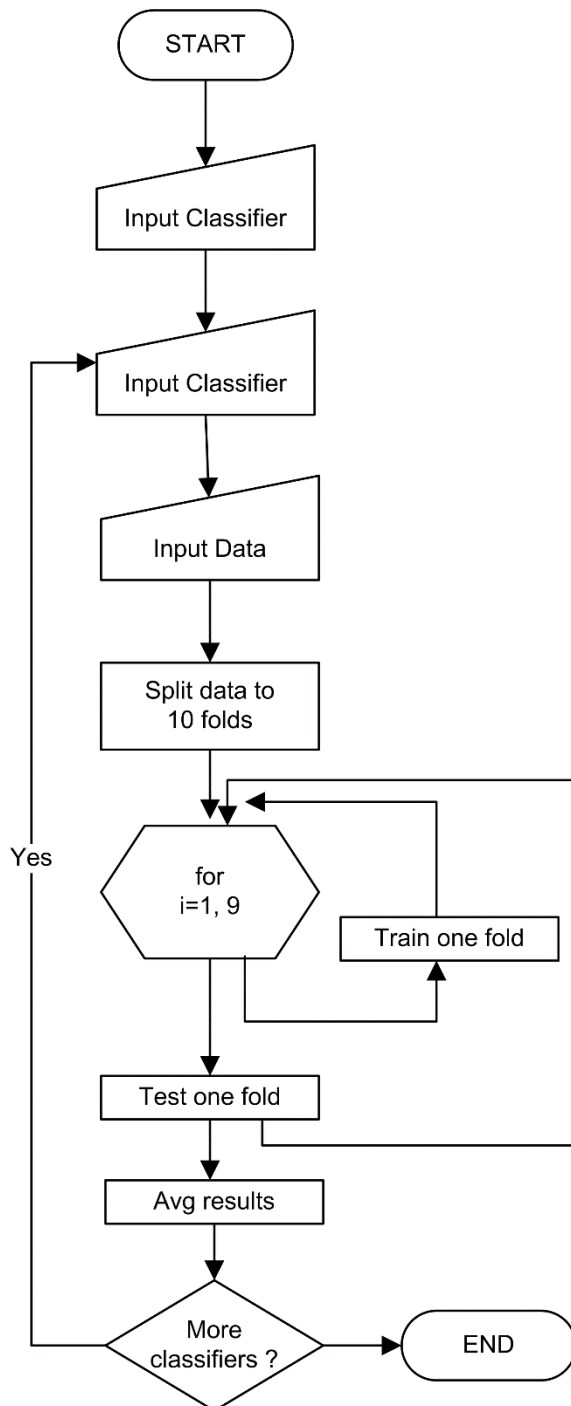 START
Input Classifier
Input Classifier
Input Data
Split data to
10 folds
Yes
for
i=1, 9
Train one fold
Test one fold
Avg results
More
classifiers ?
END